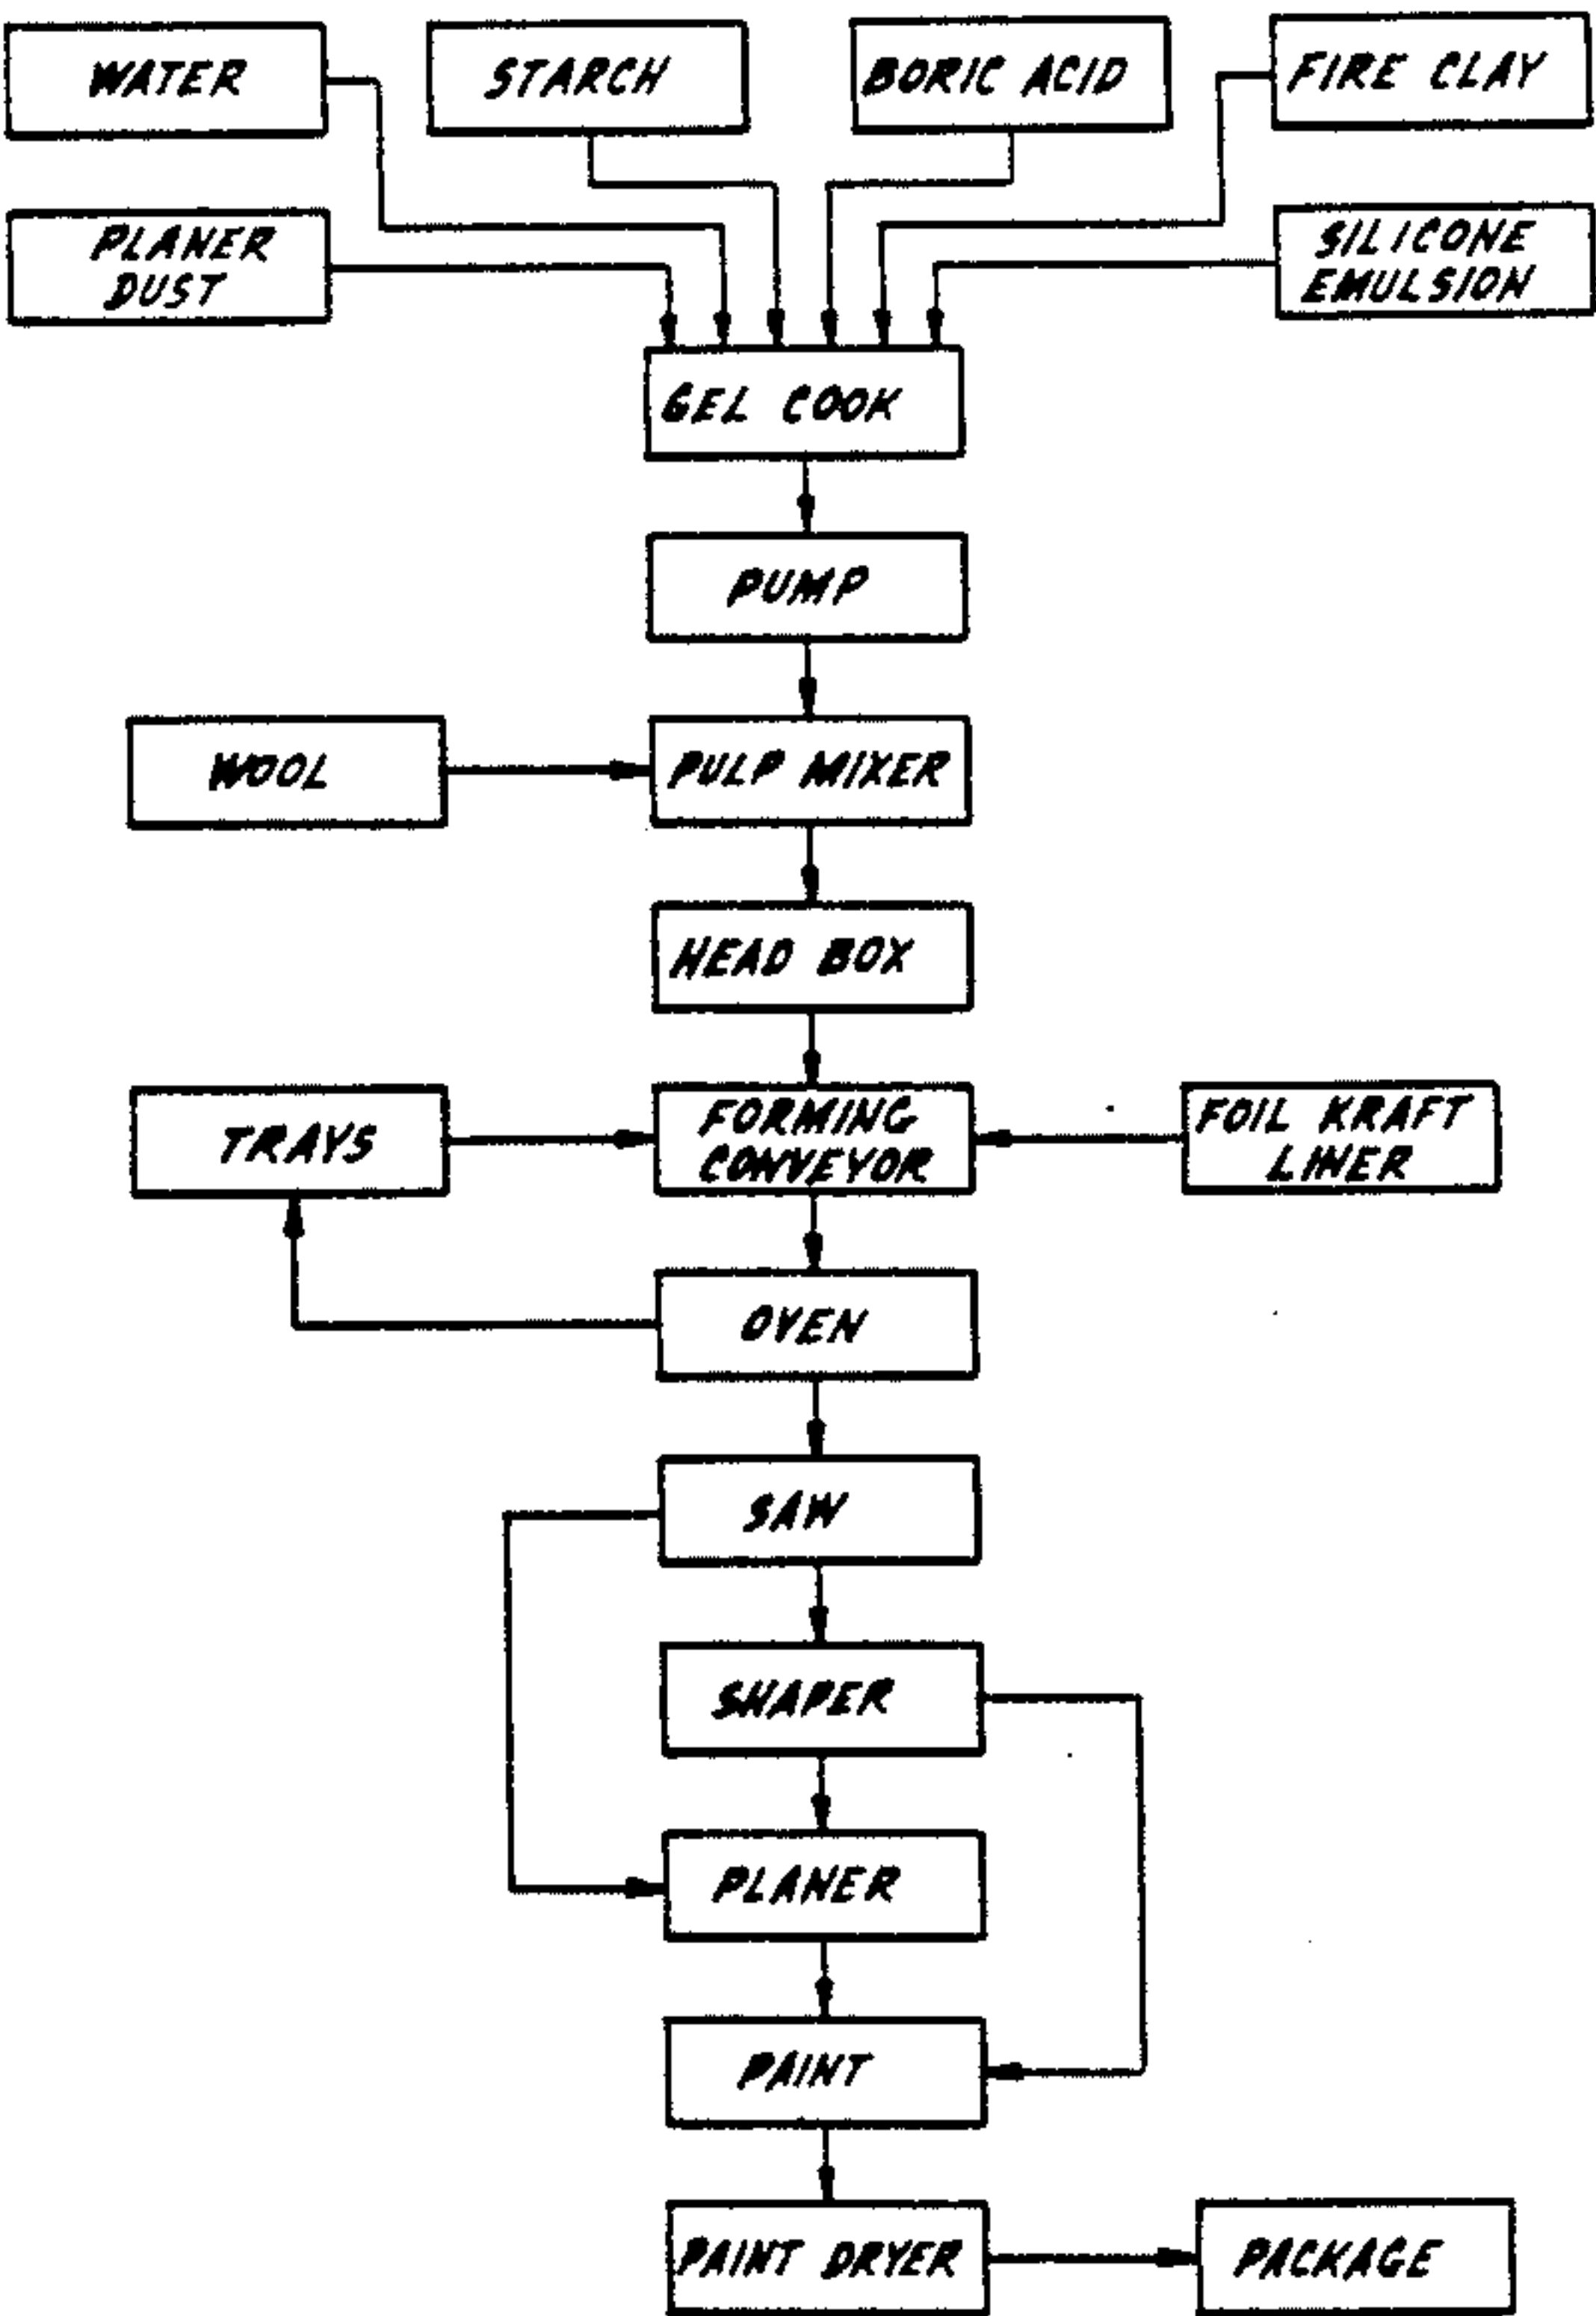 WATER
STARCH
BORIC ACID
FIRE CLAY
PLANER
DUST
SILICONE
EMULSION
GEL COOK
PUMP
WOOL
PULP MIXER
HEAD BOX
TRAYS
FORMING
CONVEYOR
FOIL KRAFT
LINER
OVEN
SAW
SHAPER
PLANER
PAINT
PAINT DRYER
PACKAGE